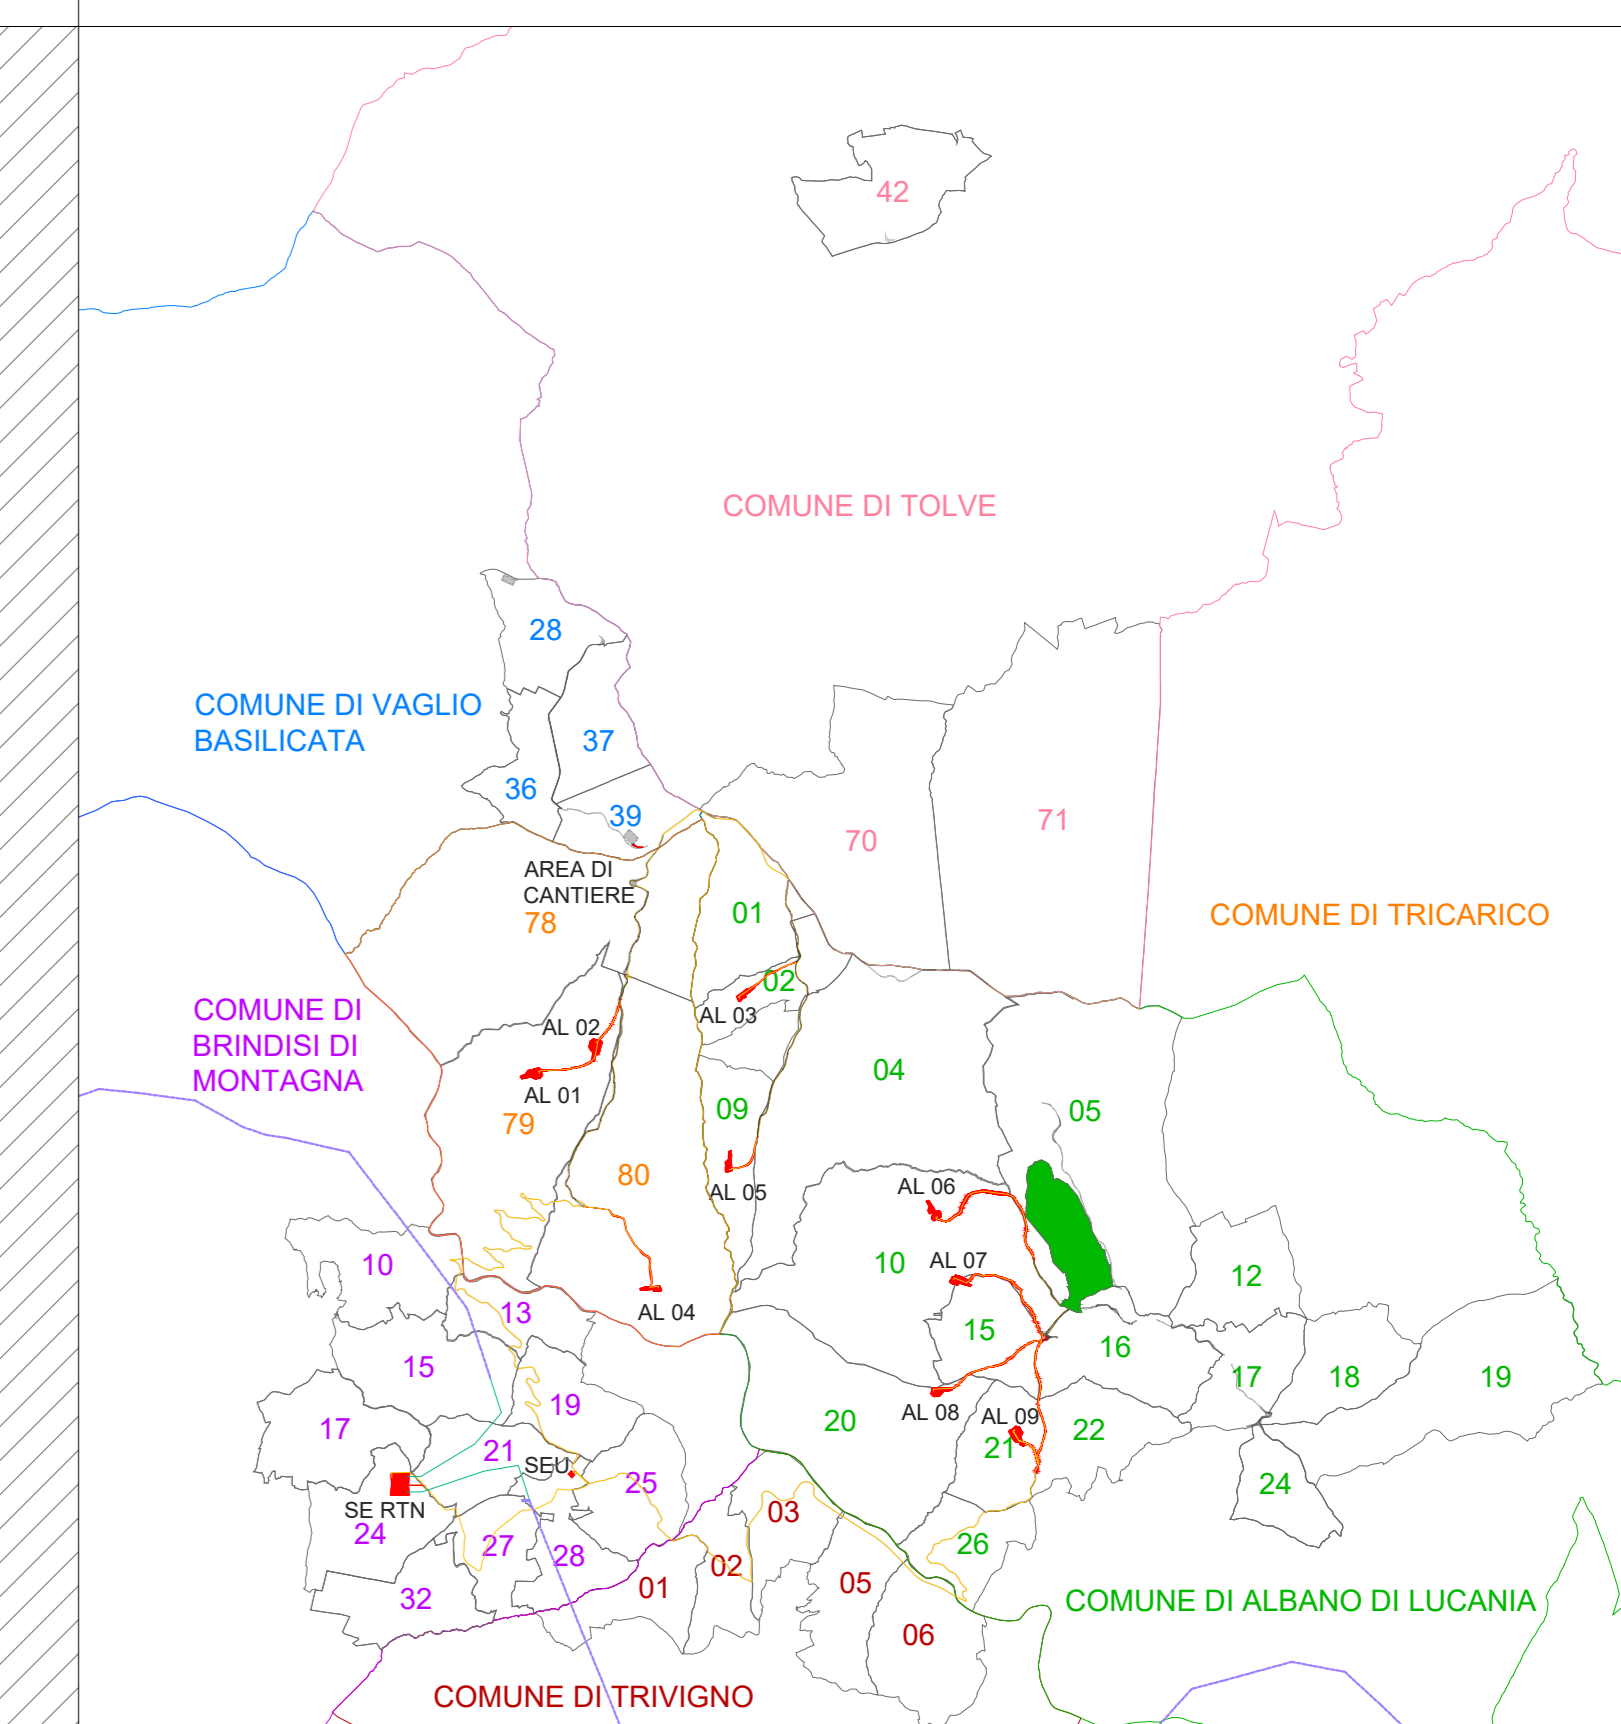 42
COMUNE DI TOLVE
28
COMUNE DI VAGLIO
BASILICATA
37
36
39
70
71
AREA DI
CANTIERE
78
01
COMUNE DI TRICARICO
02
AL 03
COMUNE DI
BRINDISI DI
MONTAGNA
AL 02
AL 01
79
04
05
09
80
AL 05
AL 06
10
10
AL 07
12
13
AL 04
15
16
15
17
18
19
19
17
20
AL 08
AL 09
21
22
21
SEU
25
24
SE RTN
24
03
27
28
26
02
01
05
32
06
COMUNE DI ALBANO DI LUCANIA
COMUNE DI TRIVIGNO